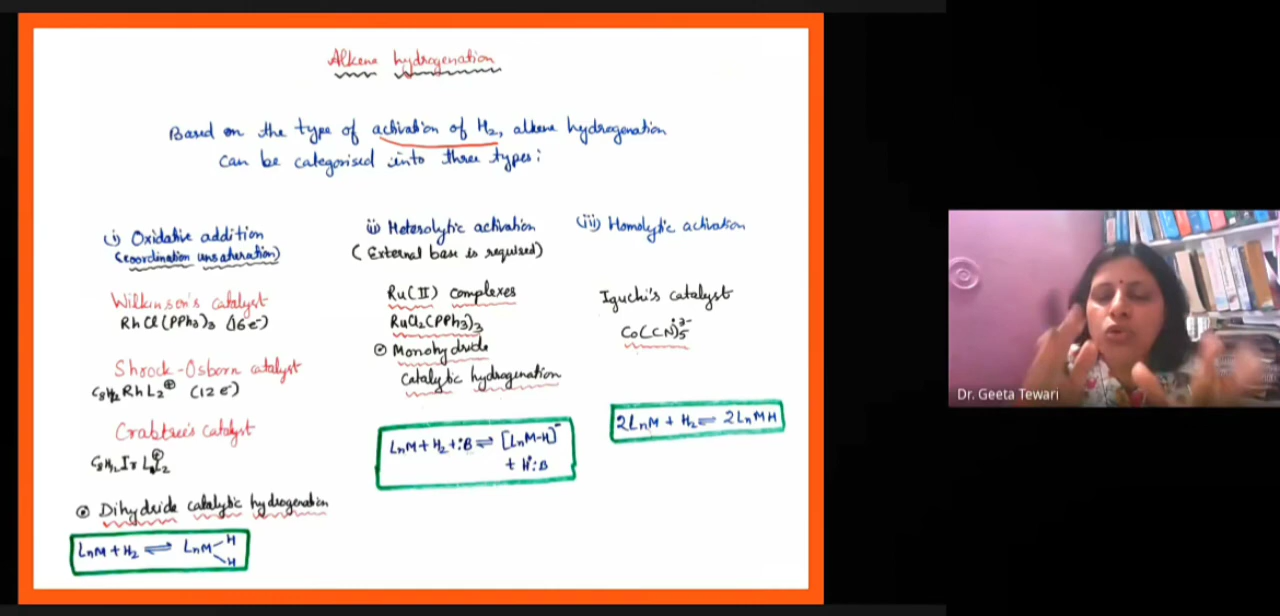 Alkene hydrogenation
Based on the type of activation of H₂, alkene hydrogenation
can be categorised into three types:
(i) Oxidative addition
(coordination unsaturation)
Wilkinson's catalyst
RhCl(PPh₃)₃ (16e⁻)
Shrock-Osborn catalyst
C₈H₁₂RhL₂⊕ (12e)
Crabtree's catalyst
⊙ Dihydride catalytic hydrogenation
LnM + H₂ ⇌ LnM
H
H
ii) Heterolytic activation
(External base is required)
Ru(II) complexes
RuCl₂(PPh₃)₃
⊙ Monohydride
Catalytic hydrogenation
LnM + H₂ + :B ⇌ [LnM-H]⁻
+ H⁺:B
(iii) Homolytic activation
Iguchi's catalyst
Co(CN)₅³⁻
2LnM + H₂ ⇌ 2LnMH
Dr. Geeta Tewari